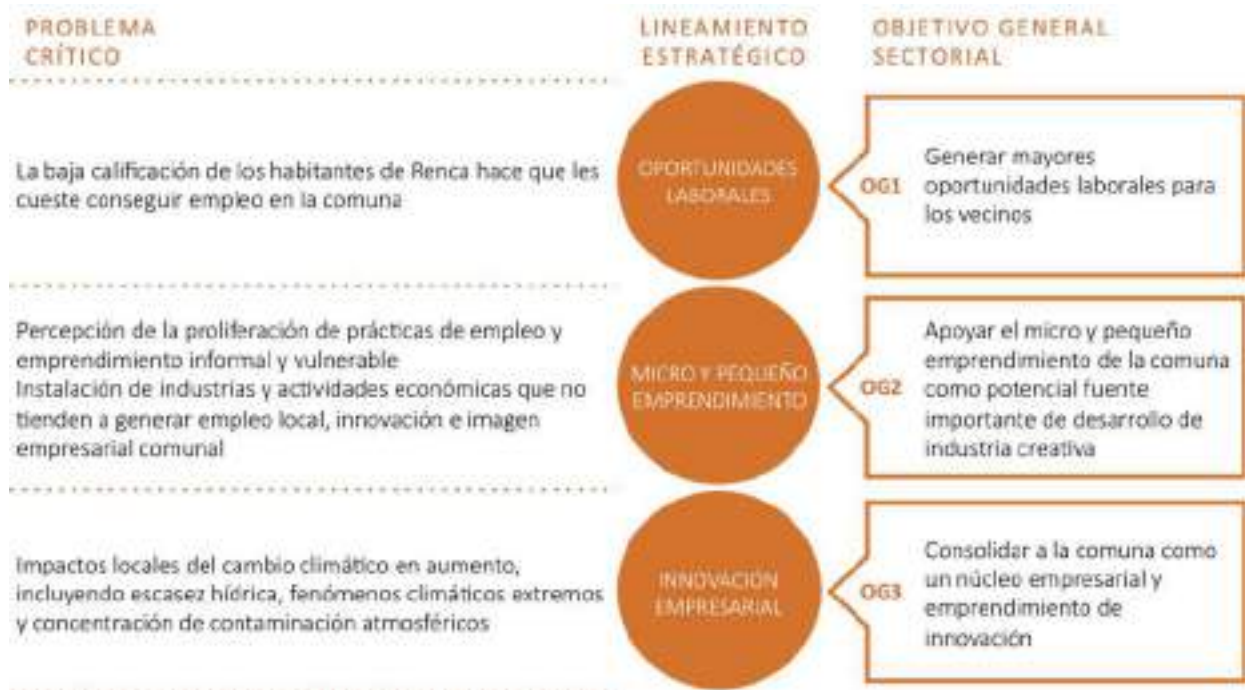 PROBLEMA
CRÍTICO
LINEAMIENTO
ESTRATÉGICO
OBJETIVO GENERAL
SECTORIAL
La baja calificación de los habitantes de Renca hace que les
cueste conseguir empleo en la comuna
OPORTUNIDADES
LABORALES
OG1
Generar mayores
oportunidades laborales para
los vecinos
Percepción de la proliferación de prácticas de empleo y
emprendimiento informal y vulnerable
Instalación de industrias y actividades económicas que no
tienden a generar empleo local, innovación e imagen
empresarial comunal
MICRO Y PEQUEÑO
EMPRENDIMIENTO
OG2
Apoyar el micro y pequeño
emprendimiento de la comuna
como potencial fuente
importante de desarrollo de
industria creativa
Impactos locales del cambio climático en aumento,
incluyendo escasez hídrica, fenómenos climáticos extremos
y concentración de contaminación atmosféricos
INNOVACIÓN
EMPRESARIAL
OG3
Consolidar a la comuna como
un núcleo empresarial y
emprendimiento de
innovación